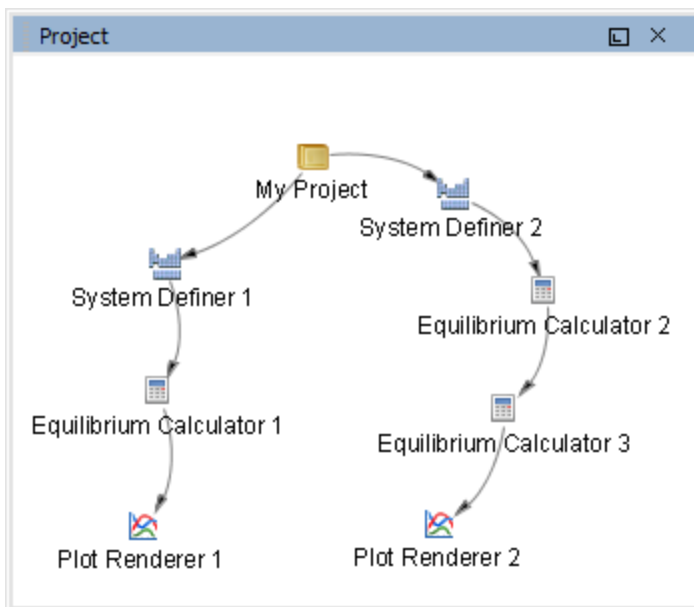 Project
My Project
System Definer 2
System Definer 1
Equilibrium Calculator 2
Equilibrium Calculator 1
Equilibrium Calculator 3
Plot Renderer 1
Plot Renderer 2